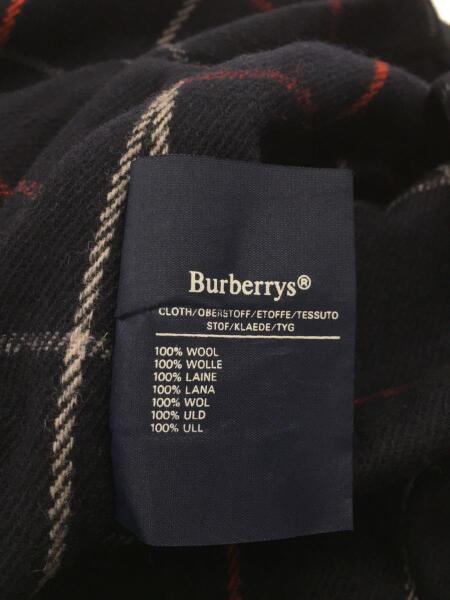 Burberrys®
CLOTH/OBERSTOFF/ETOFFE/TESSUTO
STOF/KLAEDE/TYG
100% WOOL
100% WOLLE
100% LAINE
100% LANA
100% WOL
100% ULD
100% ULL